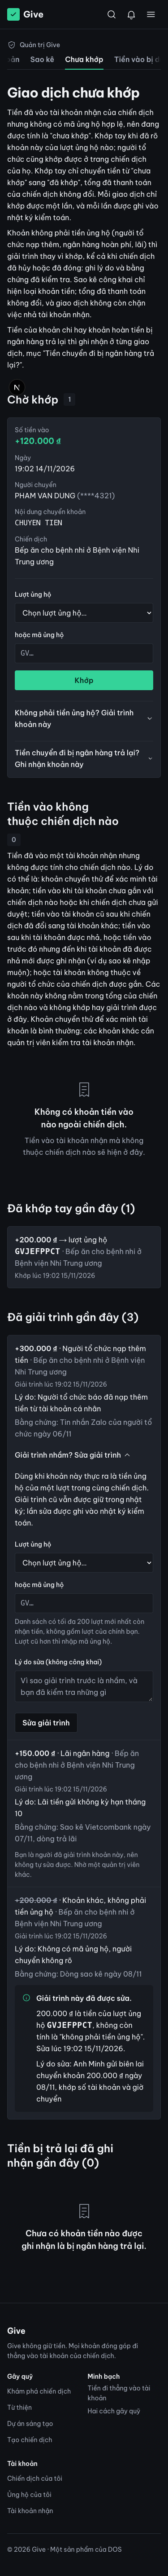 Give
Quản trị Give
Sao kê
Chưa khớp
Tiền vào bị
Giao dịch chưa khớp
Tiền đã vào tài khoản nhận nhưng
không có mã ủng hộ hợp lệ, nên đang
được tính là "chưa khớp". Khớp tay khi đã rõ
khoản này của lượt ủng hộ nào; người tổ
chức cũng khớp được ở trang chiến dịch
của họ. Khớp tay chỉ chuyển tiền từ "chưa
khớp" sang "đã khớp", tổng đã thanh toán
của chiến dịch không đổi. Mỗi giao dịch chỉ
được khớp một lần, và mỗi lần đều được ghi
nhật ký kiểm toán.
Khoản không phải tiền ủng hộ (người tổ
chức nạp thêm, ngân hàng hoàn phí, lãi) thì
giải trình thay vì khớp, kể cả khi chiến dịch
đã hủy hoặc đã đóng: ghi lý do và bằng
chứng để kiểm tra. Sao kê công khai chỉ
hiện loại khoản tiền; tổng đã thanh toán
không đổi, và giao dịch không còn chặn
việc nhả tài khoản nhận.
Tiền của khoản chi hay khoản hoàn tiền bị
ngân hàng trả lại thì ghi nhận ở từng giao
dịch, mục "Tiền chuyển đi bị ngân hàng trả
lại?".
N
Chờ khớp 1
Số tiền vào
+120.000 ₫
Ngày
19:02 14/11/2026
Người chuyển
PHAM VAN DUNG (****4321)
Nội dung chuyển khoản
CHUYEN TIEN
Chiến dịch
Bếp ăn cho bệnh nhi ở Bệnh viện Nhi
Trung ương
Lượt ủng hộ
Chọn lượt ủng hộ…
hoặc mã ủng hộ
GV…
Khớp
Không phải tiền ủng hộ? Giải trình
khoản này
Tiền chuyển đi bị ngân hàng trả lại?
Ghi nhận khoản này
Tiền vào không
thuộc chiến dịch nào
0
Tiền đã vào một tài khoản nhận nhưng
không được tính cho chiến dịch nào. Lý do
có thể là: khoản chuyển thử để xác minh tài
khoản; tiền vào khi tài khoản chưa gắn với
chiến dịch nào hoặc khi chiến dịch chưa gửi
duyệt; tiền vào tài khoản cũ sau khi chiến
dịch đã đổi sang tài khoản khác; tiền vào
trước khi tài khoản được nhả, hoặc tiền vào
trước đó nhưng đến sau khi tài khoản được
nhả mới được ghi nhận (ví dụ sao kê nhập
muộn); hoặc tài khoản không thuộc về
người tổ chức của chiến dịch được gắn. Các
khoản này không nằm trong tổng của chiến
dịch nào và không khớp hay giải trình được
ở đây. Khoản chuyển thử để xác minh tài
khoản là bình thường; các khoản khác cần
quản trị viên kiểm tra tài khoản nhận.
Không có khoản tiền vào
nào ngoài chiến dịch.
Tiền vào tài khoản nhận mà không
thuộc chiến dịch nào sẽ hiện ở đây.
Đã khớp tay gần đây (1)
+200.000 ₫ → lượt ủng hộ
GVJEFPPCT · Bếp ăn cho bệnh nhi ở
Bệnh viện Nhi Trung ương
Khớp lúc 19:02 15/11/2026
Đã giải trình gần đây (3)
+300.000 ₫ · Người tổ chức nạp thêm
tiền · Bếp ăn cho bệnh nhi ở Bệnh viện
Nhi Trung ương
Giải trình lúc 19:02 15/11/2026
Lý do: Người tổ chức báo đã nạp thêm
tiền từ tài khoản cá nhân
Bằng chứng: Tin nhắn Zalo của người tổ
chức ngày 06/11
Giải trình nhầm? Sửa giải trình
Dùng khi khoản này thực ra là tiền ủng
hộ của một lượt trong cùng chiến dịch.
Giải trình cũ vẫn được giữ trong nhật
ký; lần sửa được ghi vào nhật ký kiểm
toán.
Lượt ủng hộ
Chọn lượt ủng hộ…
hoặc mã ủng hộ
GV…
Danh sách có tối đa 200 lượt mới nhất còn
nhận tiền, không gồm lượt của chính bạn.
Lượt cũ hơn thì nhập mã ủng hộ.
Lý do sửa (không công khai)
Vì sao giải trình trước là nhầm, và
bạn đã kiểm tra những gì
Sửa giải trình
+150.000 ₫ · Lãi ngân hàng · Bếp ăn
cho bệnh nhi ở Bệnh viện Nhi Trung
ương
Giải trình lúc 19:02 15/11/2026
Lý do: Lãi tiền gửi không kỳ hạn tháng
10
Bằng chứng: Sao kê Vietcombank ngày
07/11, dòng trả lãi
Bạn là người đã giải trình khoản này, nên
không tự sửa được. Nhờ một quản trị viên
khác.
+200.000 ₫ · Khoản khác, không phải
tiền ủng hộ · Bếp ăn cho bệnh nhi ở
Bệnh viện Nhi Trung ương
Giải trình lúc 19:02 15/11/2026
Lý do: Không có mã ủng hộ, người
chuyển không rõ
Bằng chứng: Dòng sao kê ngày 08/11
Giải trình này đã được sửa.
200.000 ₫ là tiền của lượt ủng
hộ GVJEFPPCT, không còn
tính là "không phải tiền ủng hộ".
Sửa lúc 19:02 15/11/2026.
Lý do sửa: Anh Minh gửi biên lai
chuyển khoản 200.000 ₫ ngày
08/11, khớp số tài khoản và giờ
chuyển
Tiền bị trả lại đã ghi
nhận gần đây (0)
Chưa có khoản tiền nào được
ghi nhận là bị ngân hàng trả lại.
Give
Give không giữ tiền. Mọi khoản đóng góp đi
thẳng vào tài khoản của chiến dịch.
Gây quỹ
Khám phá chiến dịch
Từ thiện
Dự án sáng tạo
Tạo chiến dịch
Minh bạch
Tiền đi thẳng vào tài
khoản
Hai cách gây quỹ
Tài khoản
Chiến dịch của tôi
Ủng hộ của tôi
Tài khoản nhận
© 2026 Give · Một sản phẩm của DOS